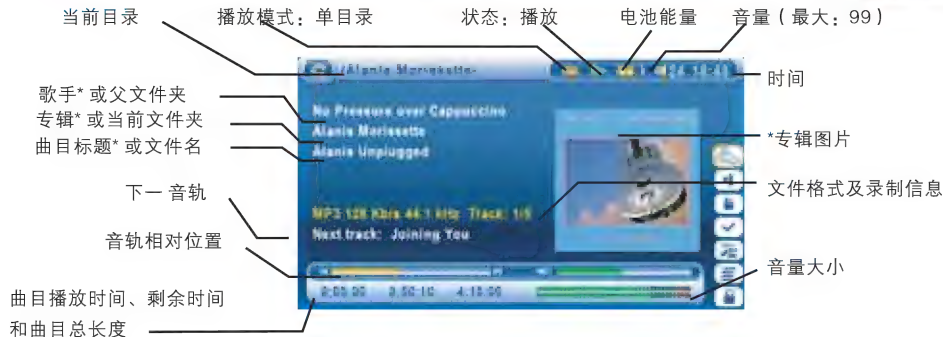 当前目录
播放模式：单目录
状态：播放
电池能量
音量（最大：99）
时间
歌手* 或父文件夹
专辑* 或当前文件夹
曲目标题* 或文件名
*专辑图片
下一 音轨
文件格式及录制信息
音轨相对位置
音量大小
曲目播放时间、剩余时间
和曲目总长度
No Pressure over Cappuccino
Alanis Morissette
Alanis Unplugged
MP3 128 Kb/s 44.1 kHz Track: 1/5
Next track: Joining You